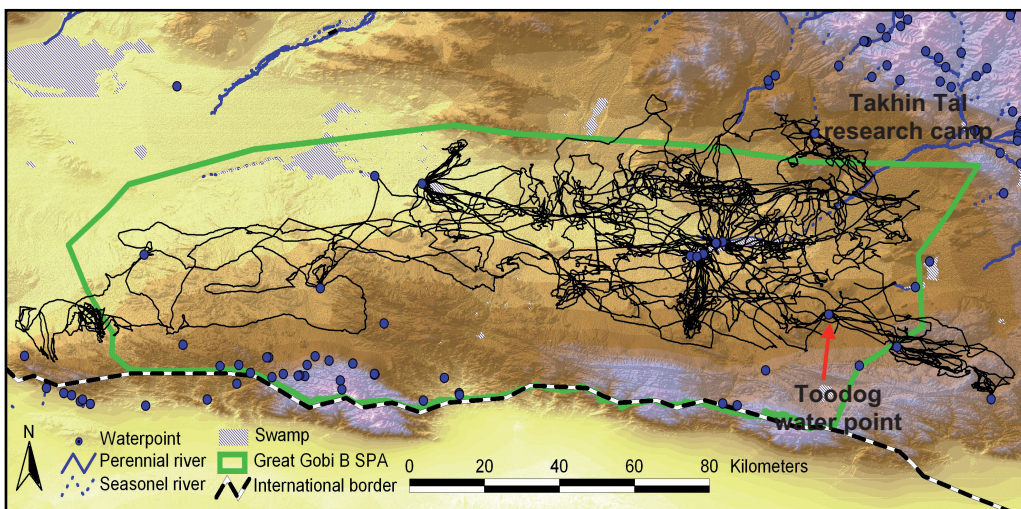 Takhin Tal
research camp
Toodog
water point
N
Waterpoint
Perennial river
Seasonel river
Swamp
Great Gobi B SPA
International border
0 20 40 60 80 Kilometers